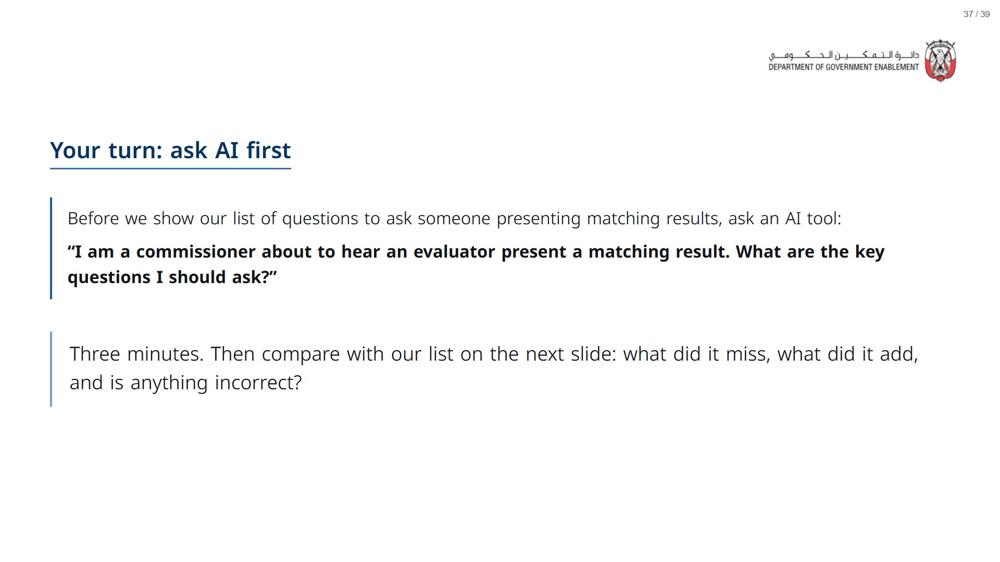 37 / 39
دائرة التمكين الحكومي
DEPARTMENT OF GOVERNMENT ENABLEMENT
Your turn: ask AI first
Before we show our list of questions to ask someone presenting matching results, ask an AI tool:
“I am a commissioner about to hear an evaluator present a matching result. What are the key
questions I should ask?”
Three minutes. Then compare with our list on the next slide: what did it miss, what did it add,
and is anything incorrect?